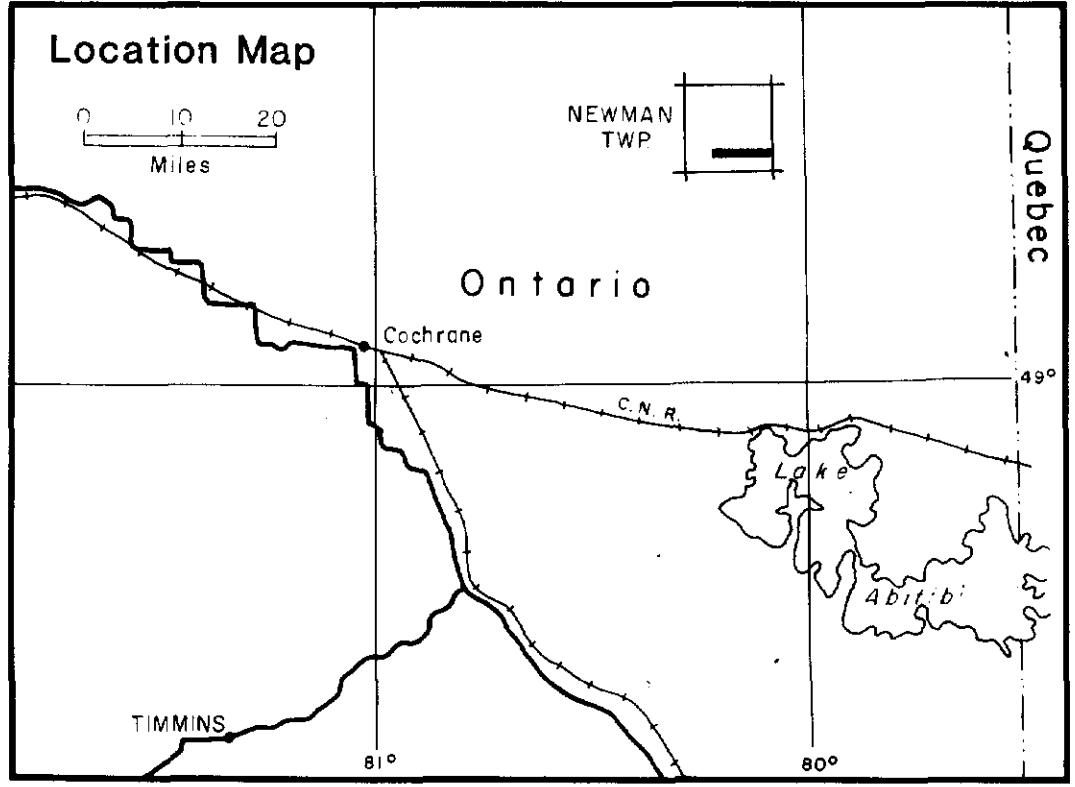 Location Map
0 10 20
Miles
NEWMAN
TWP.
Quebec
Ontario
Cochrane
49°
C.N.R.
Lake
Abitibi
TIMMINS
81°
80°